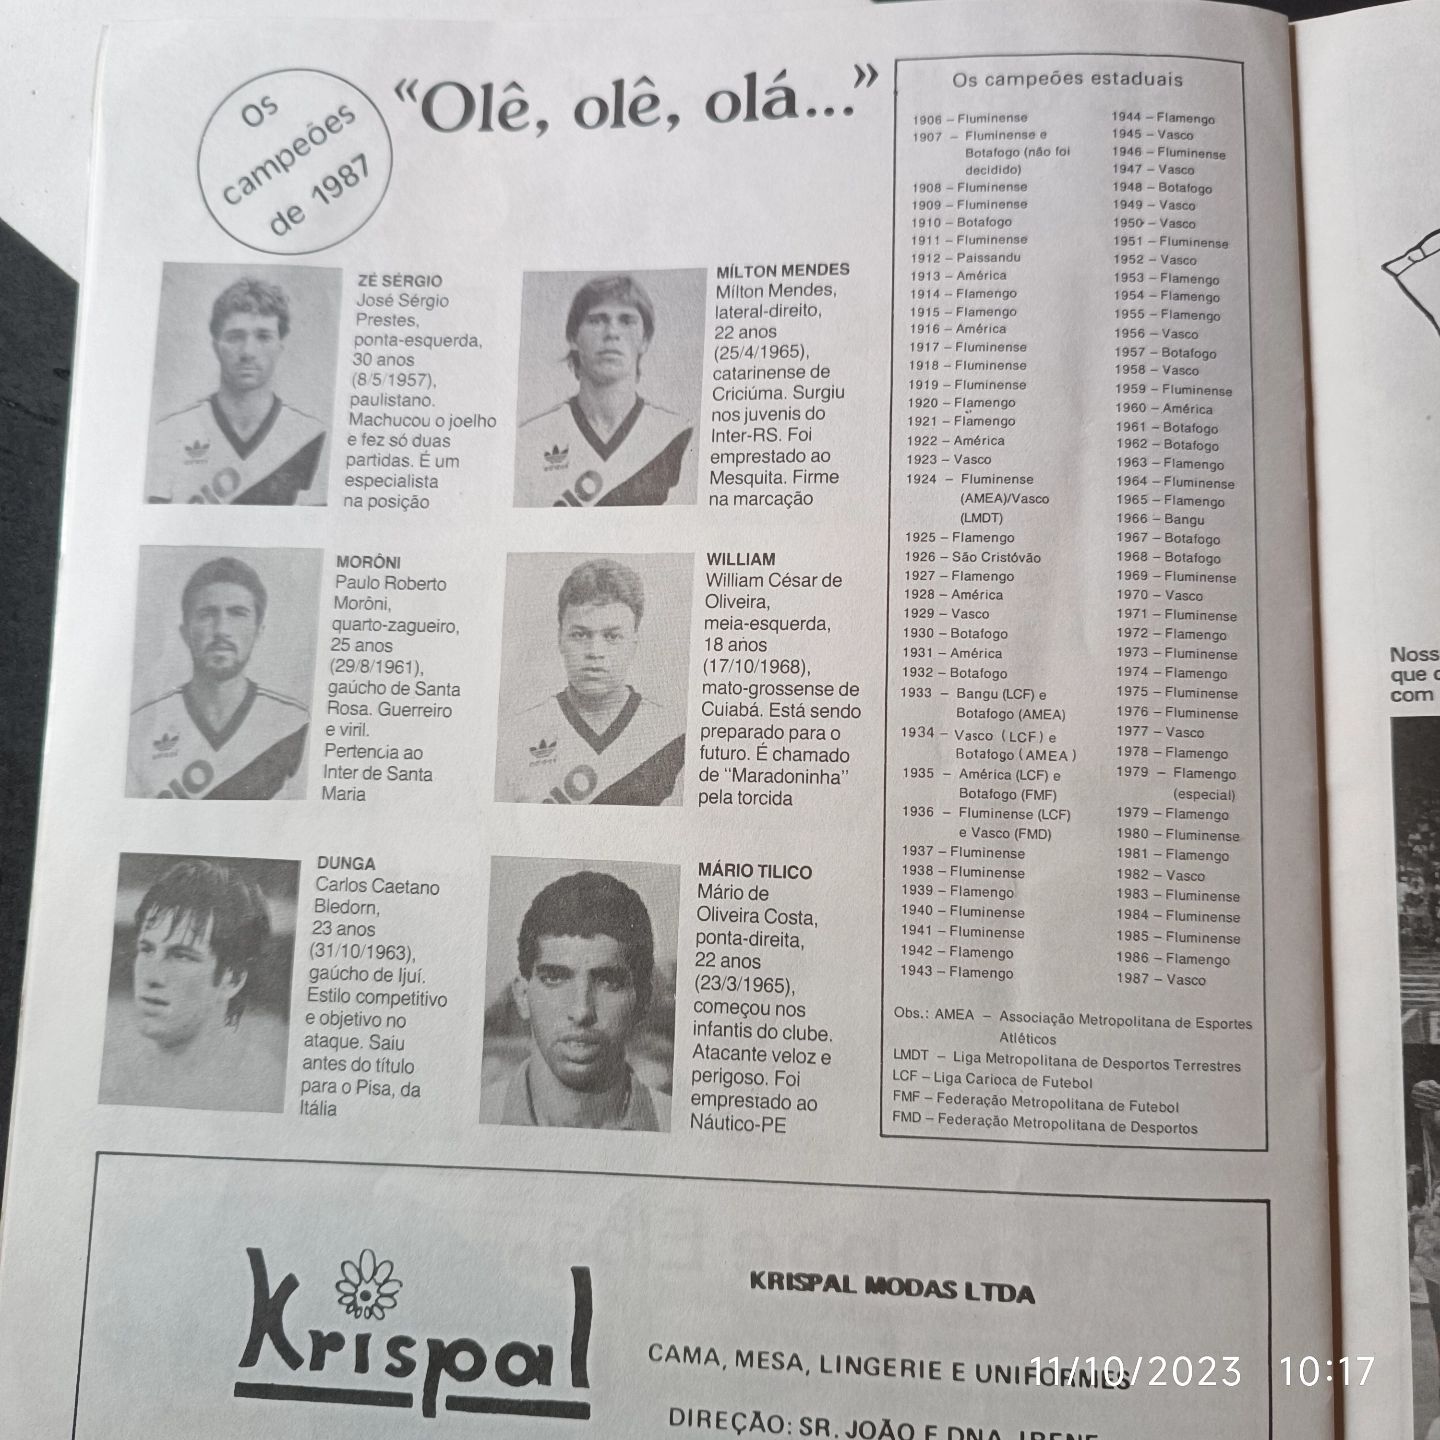 Os
campeões
de 1987
“Olê, olê, olá...”
ZÉ SÉRGIO
José Sérgio
Prestes,
ponta-esquerda,
30 anos
(8/5/1957),
paulistano.
Machucou o joelho
e fez só duas
partidas. É um
especialista
na posição
MÍLTON MENDES
Mílton Mendes,
lateral-direito,
22 anos
(25/4/1965),
catarinense de
Criciúma. Surgiu
nos juvenis do
Inter-RS. Foi
emprestado ao
Mesquita. Firme
na marcação
MORÔNI
Paulo Roberto
Morôni,
quarto-zagueiro,
25 anos
(29/8/1961),
gaúcho de Santa
Rosa. Guerreiro
e viril.
Pertencia ao
Inter de Santa
Maria
WILLIAM
William César de
Oliveira,
meia-esquerda,
18 anos
(17/10/1968),
mato-grossense de
Cuiabá. Está sendo
preparado para o
futuro. É chamado
de “Maradoninha”
pela torcida
DUNGA
Carlos Caetano
Bledorn,
23 anos
(31/10/1963),
gaúcho de Ijuí.
Estilo competitivo
e objetivo no
ataque. Saiu
antes do título
para o Pisa, da
Itália
MÁRIO TILICO
Mário de
Oliveira Costa,
ponta-direita,
22 anos
(23/3/1965),
começou nos
infantis do clube.
Atacante veloz e
perigoso. Foi
emprestado ao
Náutico-PE
Os campeões estaduais
1906 – Fluminense
1907 – Fluminense e
Botafogo (não foi
decidido)
1908 – Fluminense
1909 – Fluminense
1910 – Botafogo
1911 – Fluminense
1912 – Paissandu
1913 – América
1914 – Flamengo
1915 – Flamengo
1916 – América
1917 – Fluminense
1918 – Fluminense
1919 – Fluminense
1920 – Flamengo
1921 – Flamengo
1922 – América
1923 – Vasco
1924 – Fluminense
(AMEA)/Vasco
(LMDT)
1925 – Flamengo
1926 – São Cristóvão
1927 – Flamengo
1928 – América
1929 – Vasco
1930 – Botafogo
1931 – América
1932 – Botafogo
1933 – Bangu (LCF) e
Botafogo (AMEA)
1934 – Vasco (LCF) e
Botafogo (AMEA)
1935 – América (LCF) e
Botafogo (FMF)
1936 – Fluminense (LCF)
e Vasco (FMD)
1937 – Fluminense
1938 – Fluminense
1939 – Flamengo
1940 – Fluminense
1941 – Fluminense
1942 – Flamengo
1943 – Flamengo
1944 – Flamengo
1945 – Vasco
1946 – Fluminense
1947 – Vasco
1948 – Botafogo
1949 – Vasco
1950 – Vasco
1951 – Fluminense
1952 – Vasco
1953 – Flamengo
1954 – Flamengo
1955 – Flamengo
1956 – Vasco
1957 – Botafogo
1958 – Vasco
1959 – Fluminense
1960 – América
1961 – Botafogo
1962 – Botafogo
1963 – Flamengo
1964 – Fluminense
1965 – Flamengo
1966 – Bangu
1967 – Botafogo
1968 – Botafogo
1969 – Fluminense
1970 – Vasco
1971 – Fluminense
1972 – Flamengo
1973 – Fluminense
1974 – Flamengo
1975 – Fluminense
1976 – Fluminense
1977 – Vasco
1978 – Flamengo
1979 – Flamengo
(especial)
1979 – Flamengo
1980 – Fluminense
1981 – Flamengo
1982 – Vasco
1983 – Fluminense
1984 – Fluminense
1985 – Fluminense
1986 – Flamengo
1987 – Vasco
Obs.: AMEA – Associação Metropolitana de Esportes
Atléticos
LMDT – Liga Metropolitana de Desportos Terrestres
LCF – Liga Carioca de Futebol
FMF – Federação Metropolitana de Futebol
FMD – Federação Metropolitana de Desportos
Krispal
KRISPAL MODAS LTDA
CAMA, MESA, LINGERIE E UNIFORMES
DIREÇÃO: SR. JOÃO E DNA. IRENE
Noss
que
com
11/10/2023 10:17